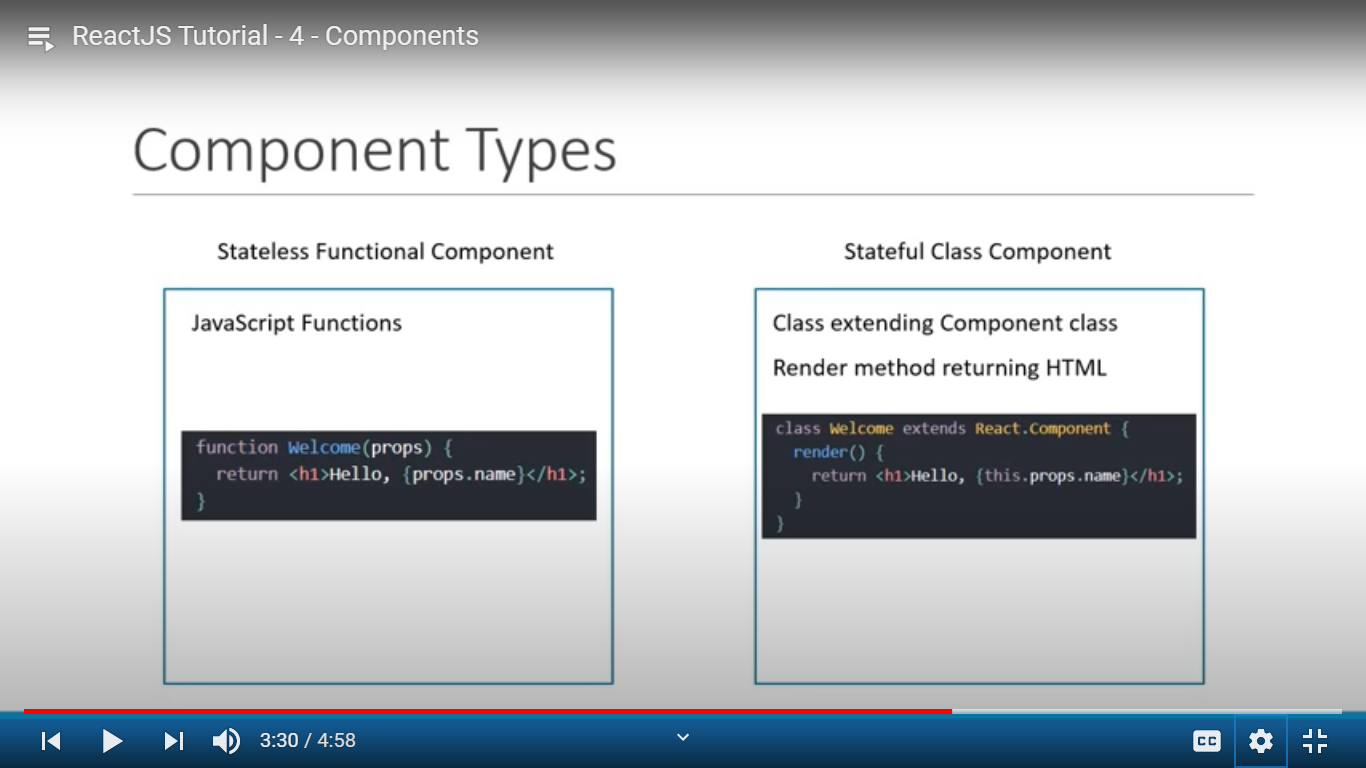 ReactJS Tutorial - 4 - Components
Component Types
Stateless Functional Component
JavaScript Functions
function Welcome(props) {
return <h1>Hello, {props.name}</h1>;
}
Stateful Class Component
Class extending Component class
Render method returning HTML
class Welcome extends React.Component {
render() {
return <h1>Hello, {this.props.name}</h1>;
}
}
3:30 / 4:58
CC